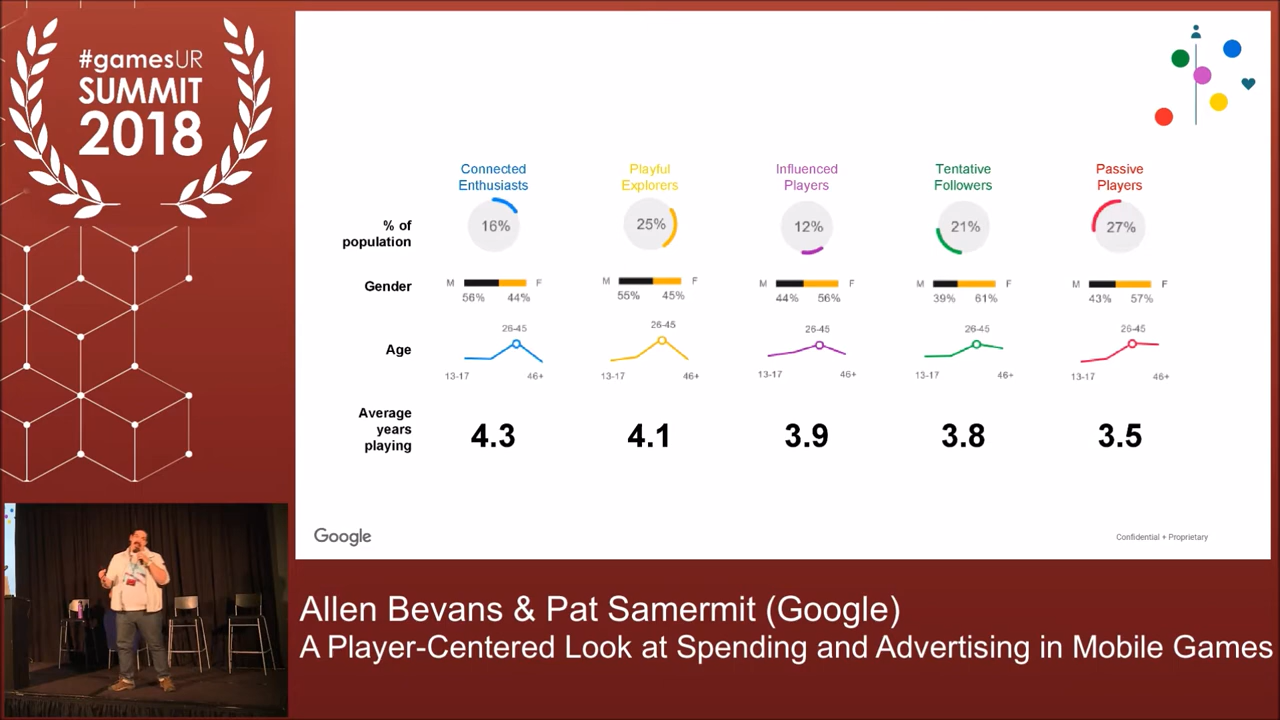 #gamesUR
SUMMIT
2018
Connected
Enthusiasts
Playful
Explorers
Influenced
Players
Tentative
Followers
Passive
Players
% of
population
16%
25%
12%
21%
27%
Gender
M F
56% 44%
M F
55% 45%
M F
44% 56%
M F
39% 61%
M F
43% 57%
Age
26-45
13-17 46+
26-45
13-17 46+
26-45
13-17 46+
26-45
13-17 46+
26-45
13-17 46+
Average
years
playing
4.3
4.1
3.9
3.8
3.5
Google
Confidential + Proprietary
Allen Bevans & Pat Samermit (Google)
A Player-Centered Look at Spending and Advertising in Mobile Games